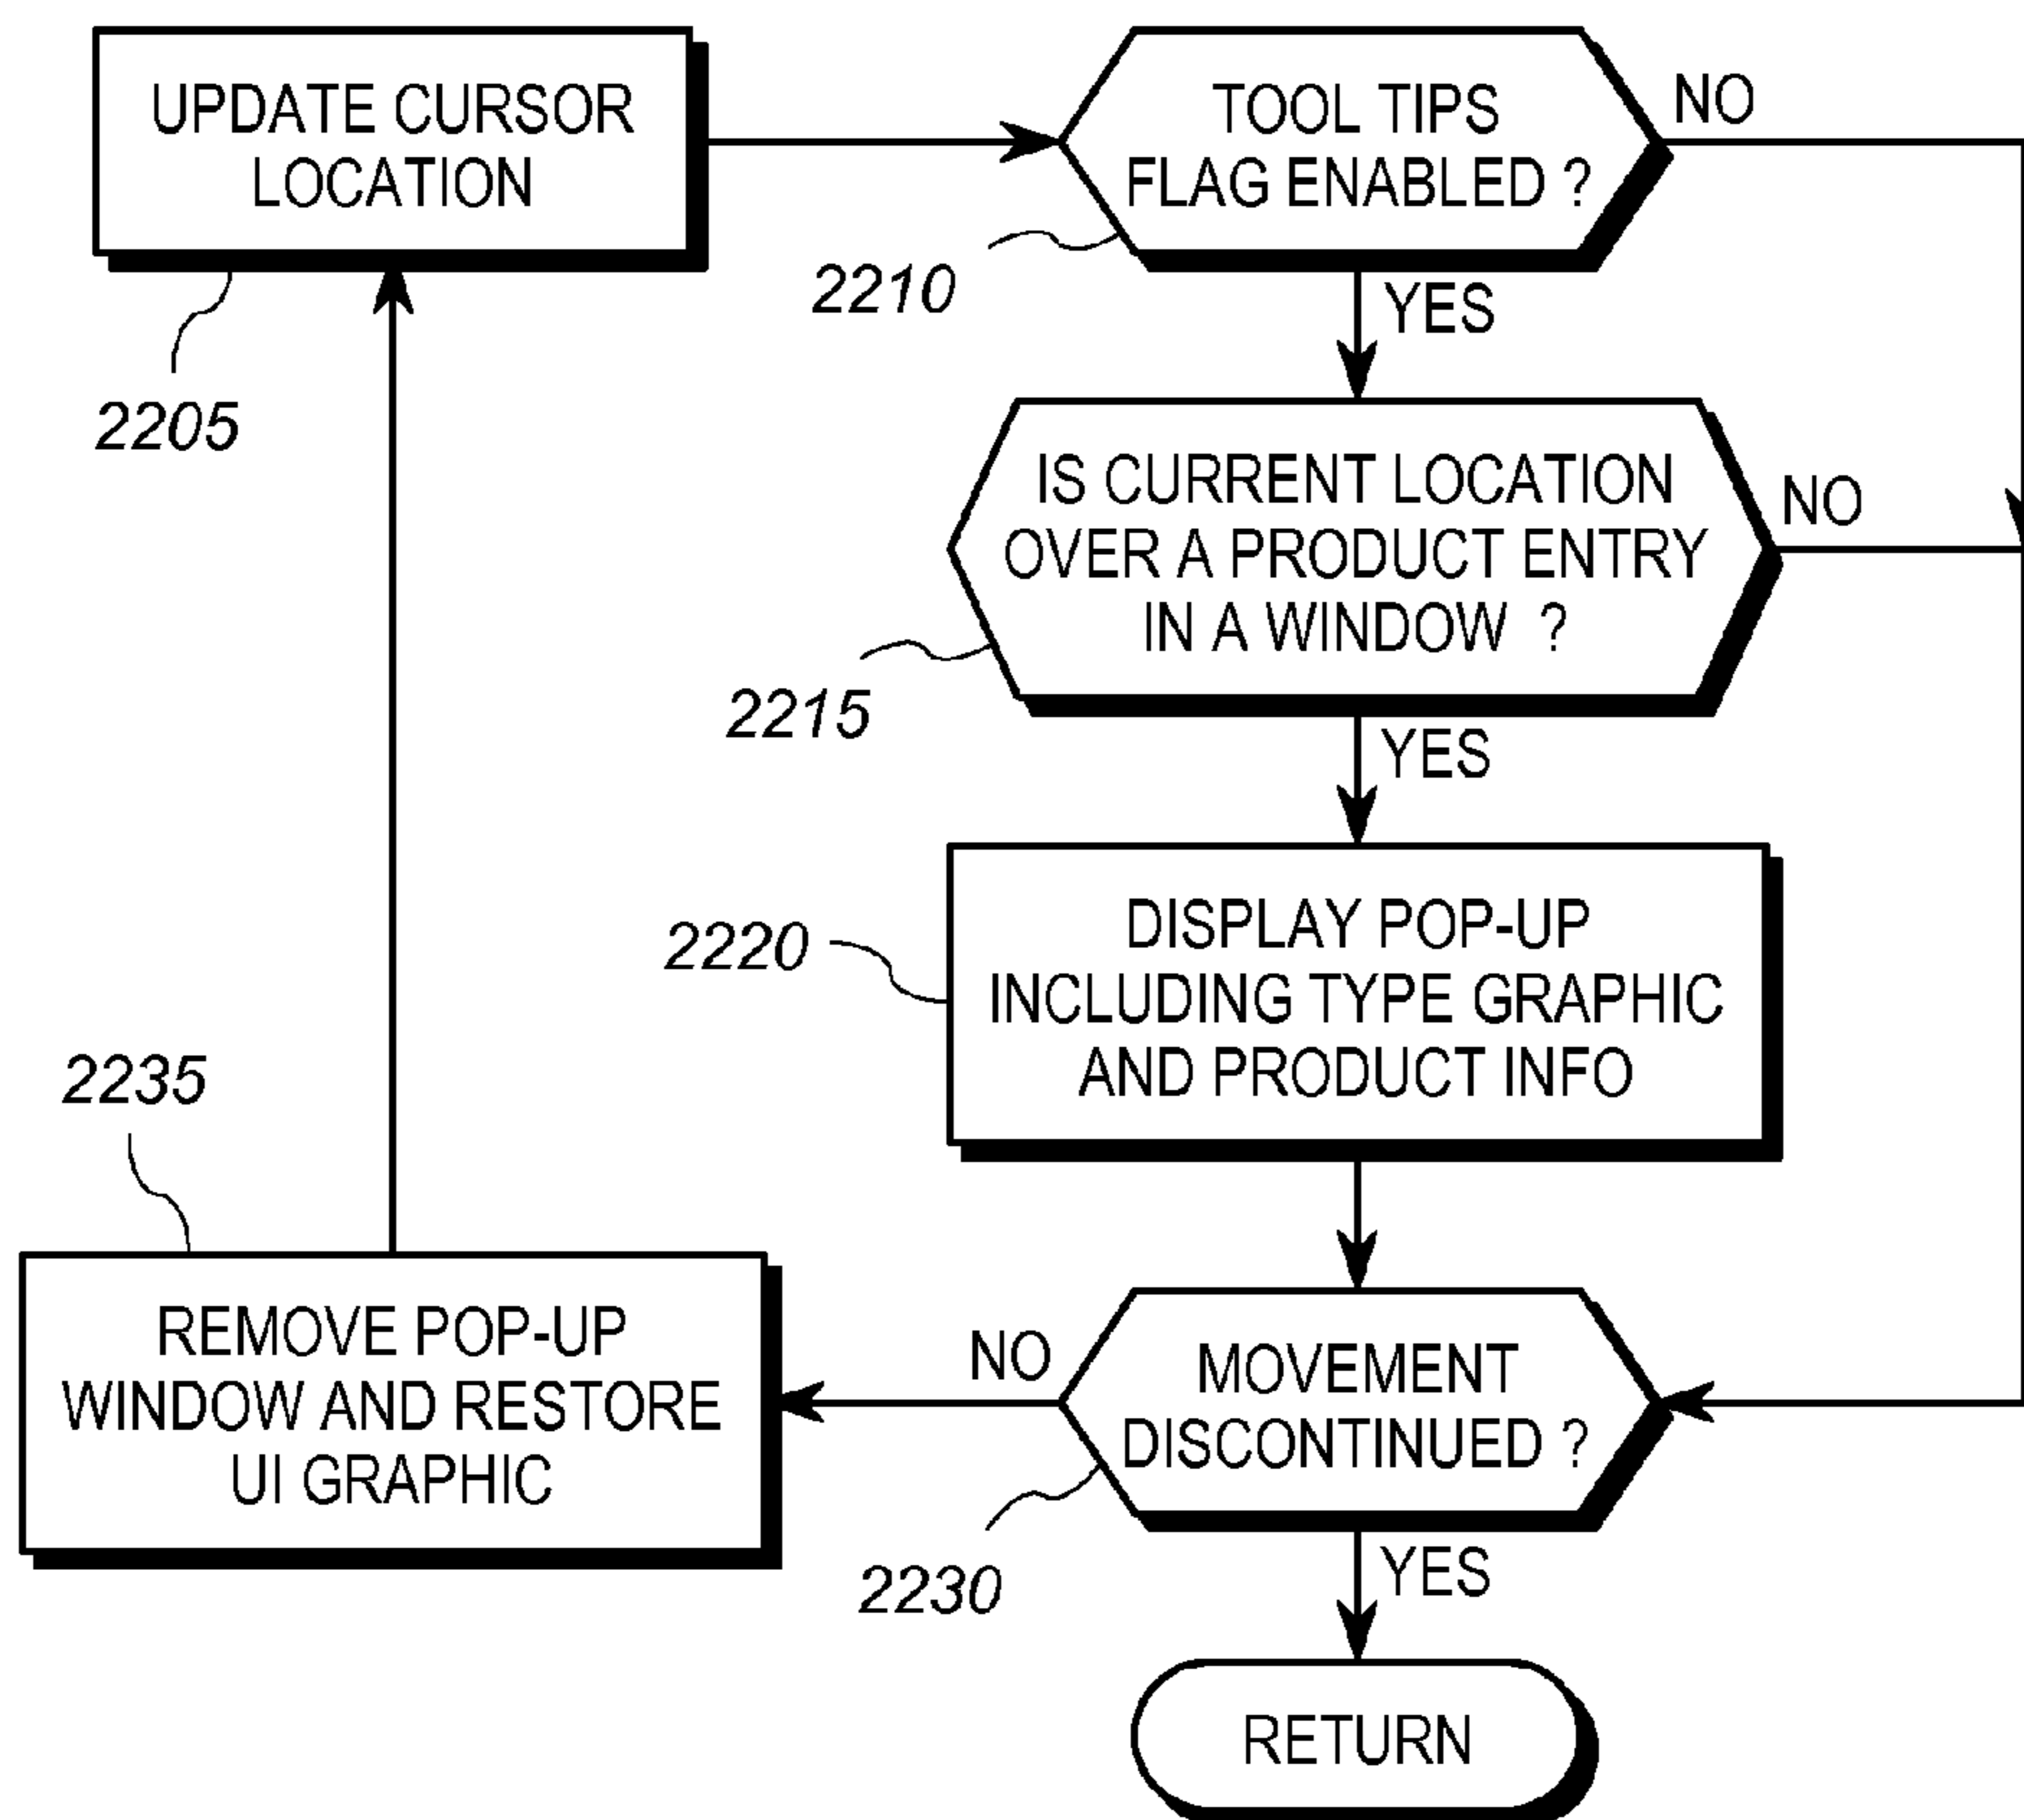 UPDATE CURSOR
LOCATION
2205
TOOL TIPS
FLAG ENABLED ?
NO
2210
YES
IS CURRENT LOCATION
OVER A PRODUCT ENTRY
IN A WINDOW ?
NO
2215
YES
DISPLAY POP-UP
INCLUDING TYPE GRAPHIC
AND PRODUCT INFO
2220
MOVEMENT
DISCONTINUED ?
NO
2230
YES
REMOVE POP-UP
WINDOW AND RESTORE
UI GRAPHIC
2235
RETURN